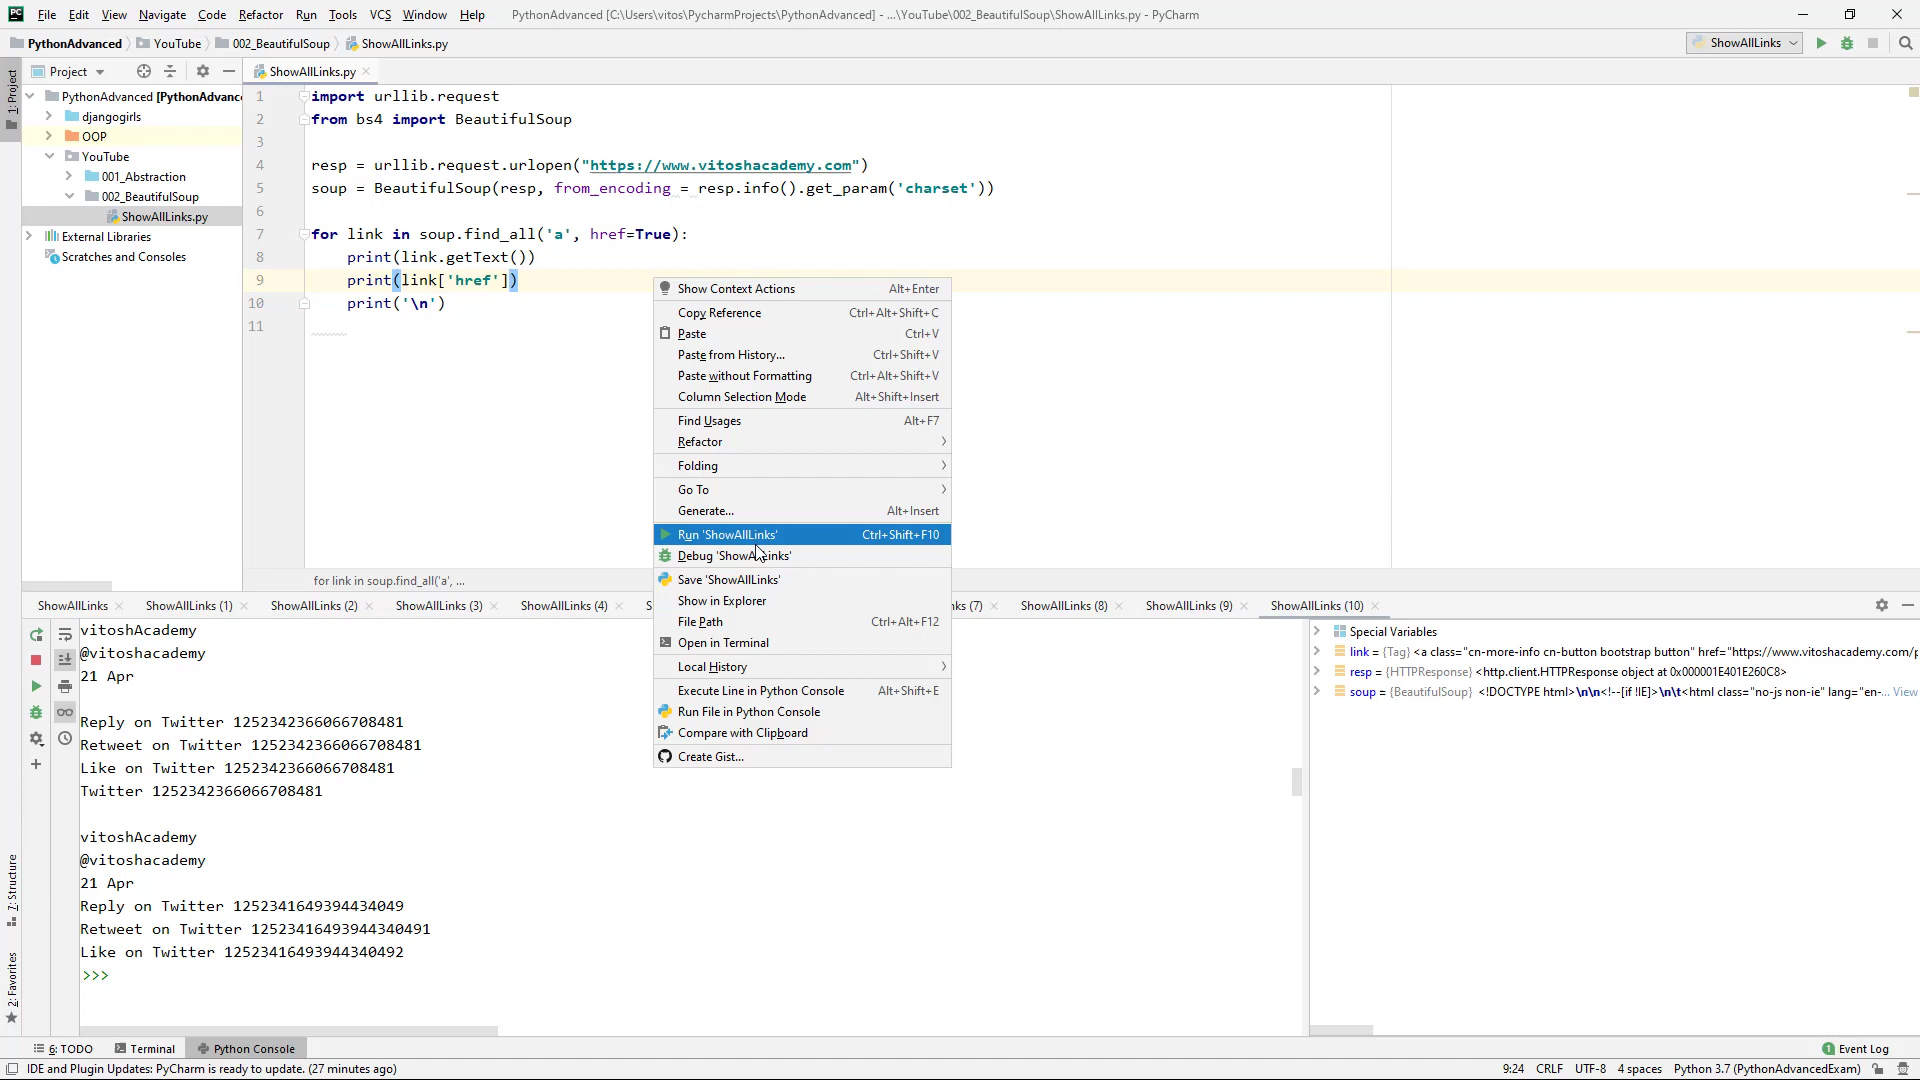 File Edit View Navigate Code Refactor Run Tools VCS Window Help PythonAdvanced [C:\Users\vitos\PycharmProjects\PythonAdvanced] - ...\YouTube\002_BeautifulSoup\ShowAllLinks.py - PyCharm
PythonAdvanced YouTube 002_BeautifulSoup ShowAllLinks.py ShowAllLinks
Project ShowAllLinks.py
1: Project
PythonAdvanced [PythonAdvance
djangogirls
OOP
YouTube
001_Abstraction
002_BeautifulSoup
ShowAllLinks.py
External Libraries
Scratches and Consoles
1 import urllib.request
2 from bs4 import BeautifulSoup
3
4 resp = urllib.request.urlopen("https://www.vitoshacademy.com")
5 soup = BeautifulSoup(resp, from_encoding = resp.info().get_param('charset'))
6
7 for link in soup.find_all('a', href=True):
8 print(link.getText())
9 print(link['href'])
10 print('\n')
11
for link in soup.find_all('a', ...
Show Context Actions Alt+Enter
Copy Reference Ctrl+Alt+Shift+C
Paste Ctrl+V
Paste from History... Ctrl+Shift+V
Paste without Formatting Ctrl+Alt+Shift+V
Column Selection Mode Alt+Shift+Insert
Find Usages Alt+F7
Refactor
Folding
Go To
Generate... Alt+Insert
Run 'ShowAllLinks' Ctrl+Shift+F10
Debug 'ShowAllLinks'
Save 'ShowAllLinks'
Show in Explorer
File Path Ctrl+Alt+F12
Open in Terminal
Local History
Execute Line in Python Console Alt+Shift+E
Run File in Python Console
Compare with Clipboard
Create Gist...
ShowAllLinks ShowAllLinks (1) ShowAllLinks (2) ShowAllLinks (3) ShowAllLinks (4) S nks (7) ShowAllLinks (8) ShowAllLinks (9) ShowAllLinks (10)
vitoshAcademy
@vitoshacademy
21 Apr
Reply on Twitter 1252342366066708481
Retweet on Twitter 1252342366066708481
Like on Twitter 1252342366066708481
Twitter 1252342366066708481
vitoshAcademy
@vitoshacademy
21 Apr
Reply on Twitter 1252341649394434049
Retweet on Twitter 12523416493944340491
Like on Twitter 12523416493944340492
>>>
Special Variables
link = {Tag} <a class="cn-more-info cn-button bootstrap button" href="https://www.vitoshacademy.com/p
resp = {HTTPResponse} <http.client.HTTPResponse object at 0x000001E401E260C8>
soup = {BeautifulSoup} <!DOCTYPE html>\n\n<!--[if !IE]>\n\t<html class="no-js non-ie" lang="en-... View
7: Structure
2: Favorites
6: TODO Terminal Python Console 1 Event Log
IDE and Plugin Updates: PyCharm is ready to update. (27 minutes ago) 9:24 CRLF UTF-8 4 spaces Python 3.7 (PythonAdvancedExam)